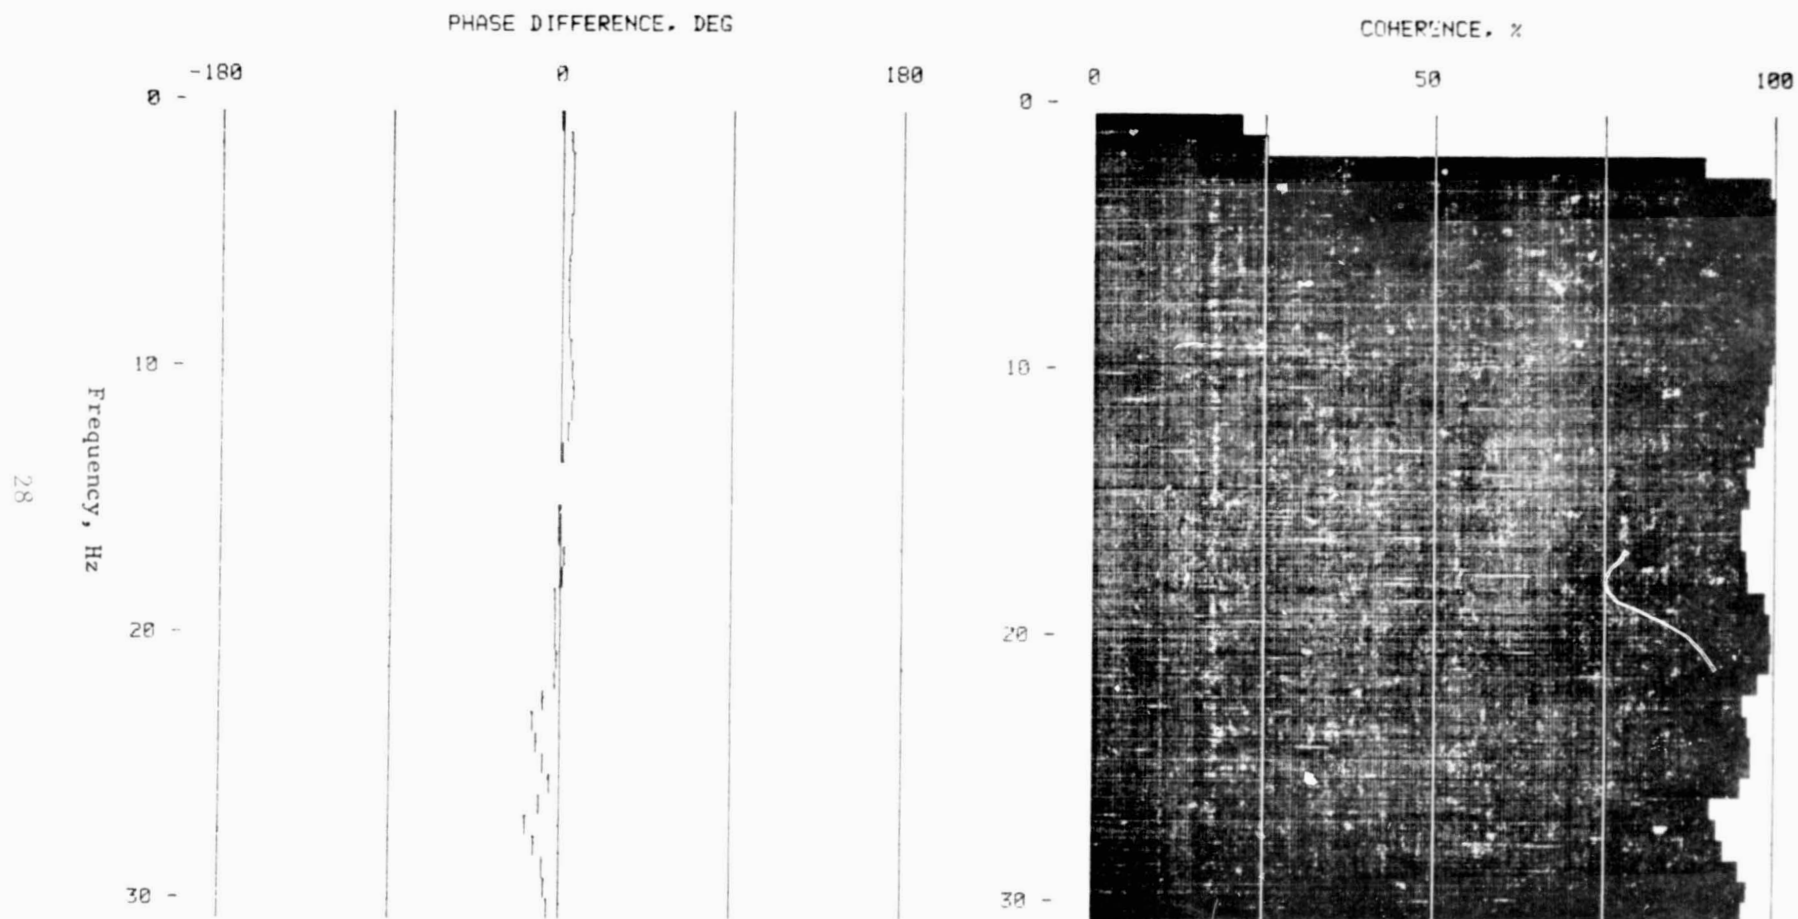 PHASE DIFFERENCE, DEG
-180 0 180
0 -
10 -
20 -
30 -
Frequency, Hz
COHERENCE, %
0 50 100
0 -
10 -
20 -
30 -
28